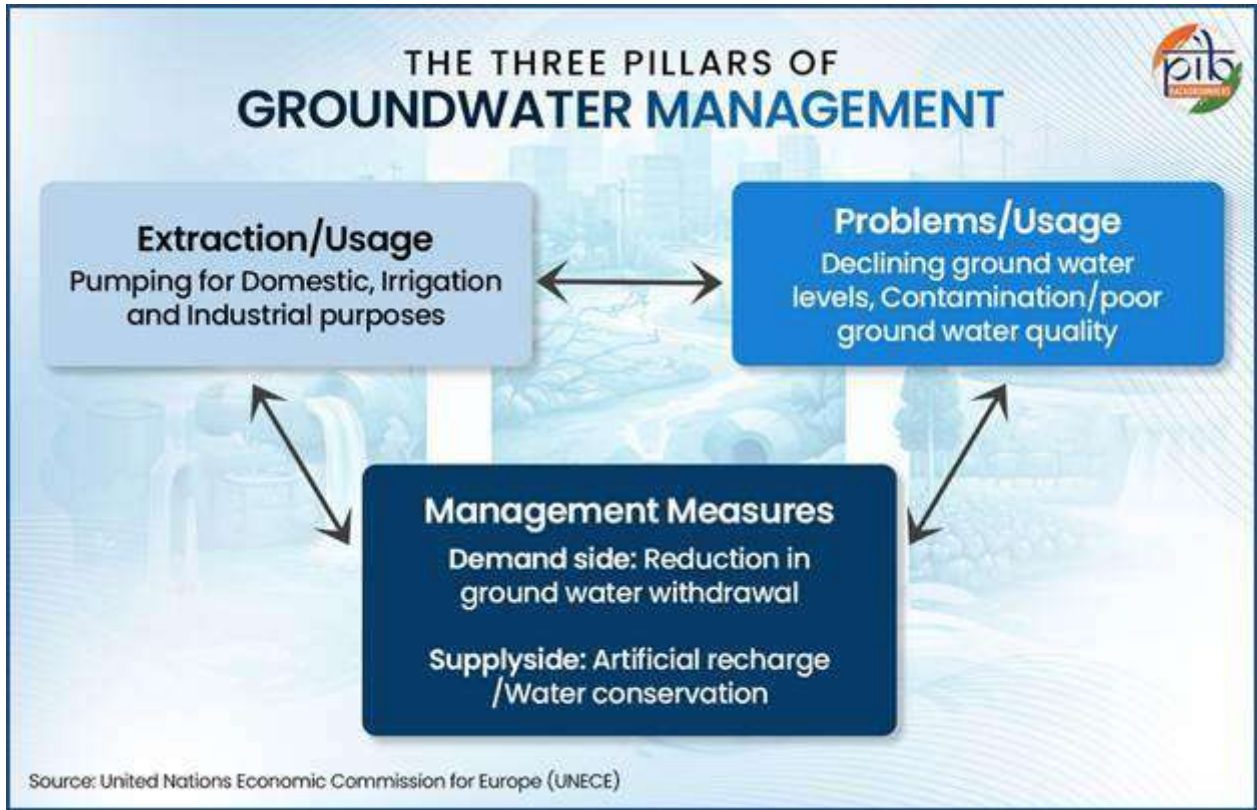 THE THREE PILLARS OF
GROUNDWATER MANAGEMENT
pib
BACKGROUNDERS
Extraction/Usage
Pumping for Domestic, Irrigation
and Industrial purposes
Problems/Usage
Declining ground water
levels, Contamination/poor
ground water quality
Management Measures
Demand side: Reduction in
ground water withdrawal
Supplyside: Artificial recharge
/Water conservation
Source: United Nations Economic Commission for Europe (UNECE)